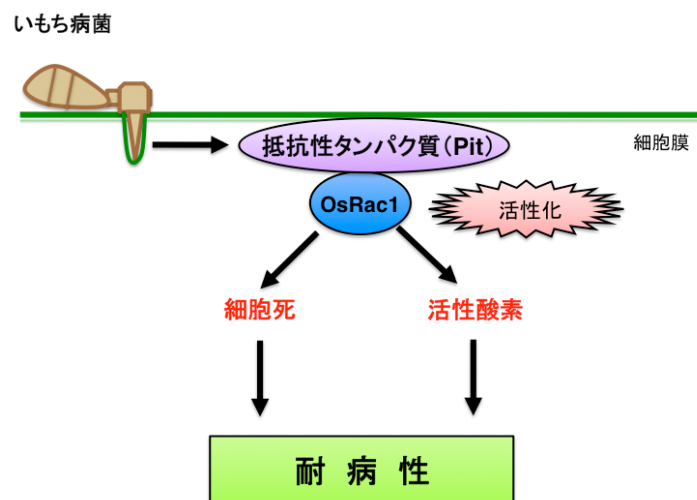 いもち病菌
抵抗性タンパク質(Pit)
細胞膜
OsRac1
活性化
細胞死
活性酸素
耐 病 性